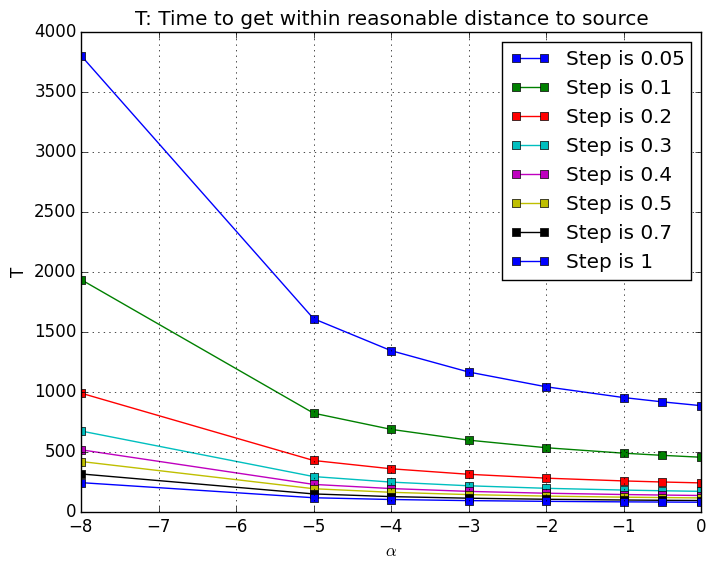 T: Time to get within reasonable distance to source
4000
3500
3000
2500
2000
1500
1000
500
0
T
Step is 0.05
Step is 0.1
Step is 0.2
Step is 0.3
Step is 0.4
Step is 0.5
Step is 0.7
Step is 1
−8 −7 −6 −5 −4 −3 −2 −1 0
α